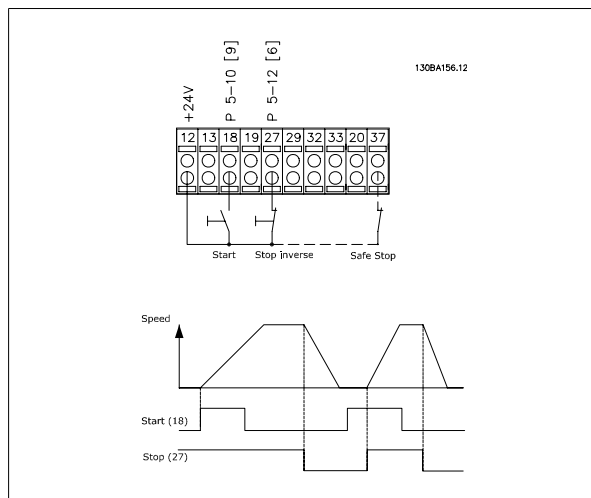 130BA156.12
+24V
P 5-10 [9]
P 5-12 [6]
12 13 18 19 27 29 32 33 20 37
Start Stop inverse Safe Stop
Speed
Start (18)
Stop (27)